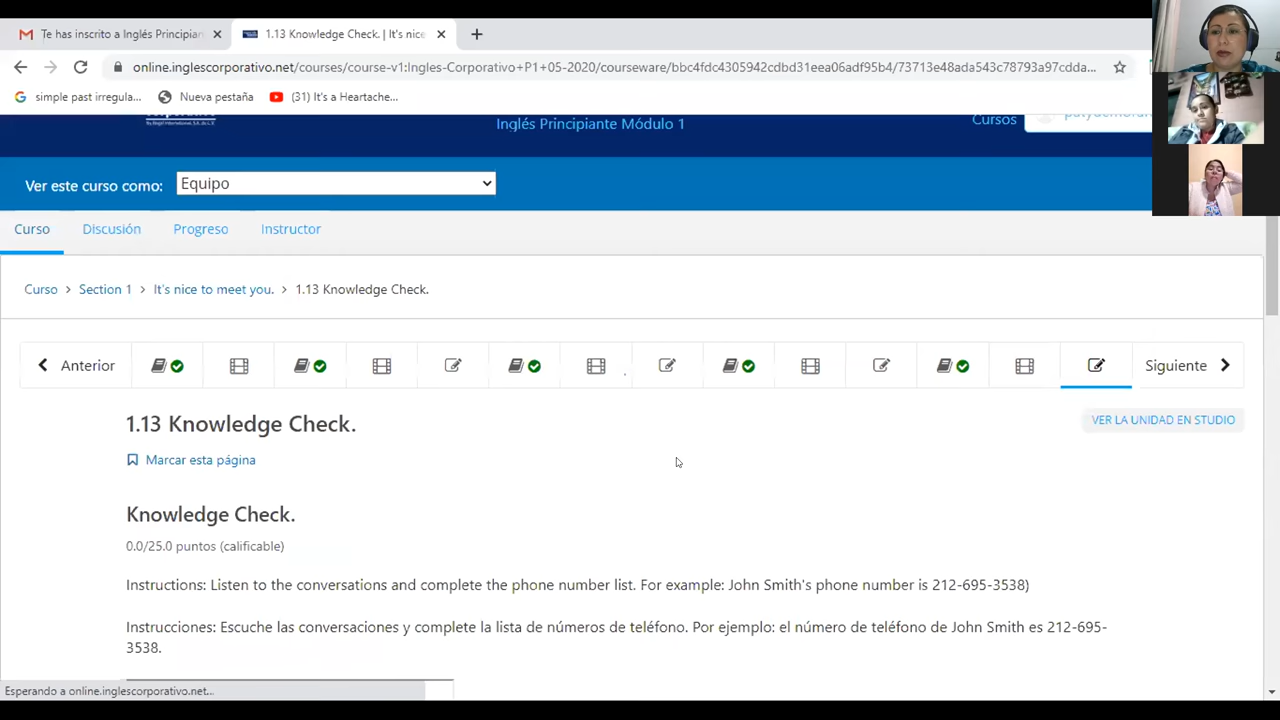 Te has inscrito a Inglés Principian
1.13 Knowledge Check. | It's nice
online.inglescorporativo.net/courses/course-v1:Ingles-Corporativo+P1+05-2020/courseware/bbc4fdc4305942cdbd31eea06adf95b4/73713e48ada543c78793a97cdda...
simple past irregula...
Nueva pestaña
(31) It's a Heartache...
Inglés Principiante Módulo 1
Cursos
Ver este curso como:
Equipo
Curso
Discusión
Progreso
Instructor
Curso > Section 1 > It's nice to meet you. > 1.13 Knowledge Check.
Anterior
Siguiente
1.13 Knowledge Check.
VER LA UNIDAD EN STUDIO
Marcar esta página
Knowledge Check.
0.0/25.0 puntos (calificable)
Instructions: Listen to the conversations and complete the phone number list. For example: John Smith's phone number is 212-695-3538)
Instrucciones: Escuche las conversaciones y complete la lista de números de teléfono. Por ejemplo: el número de teléfono de John Smith es 212-695-
3538.
Esperando a online.inglescorporativo.net...